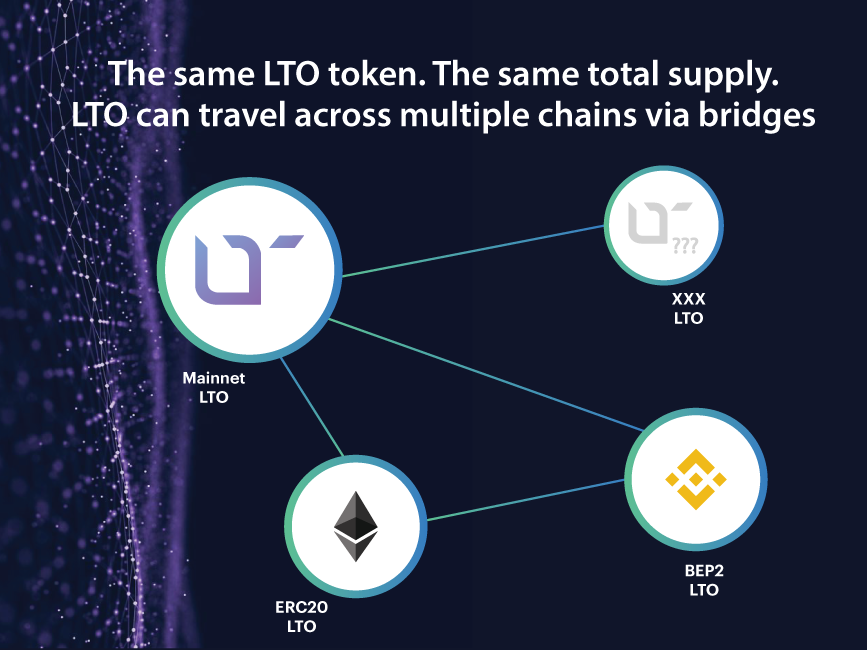 The same LTO token. The same total supply.
LTO can travel across multiple chains via bridges
???
XXX
LTO
Mainnet
LTO
BEP2
LTO
ERC20
LTO